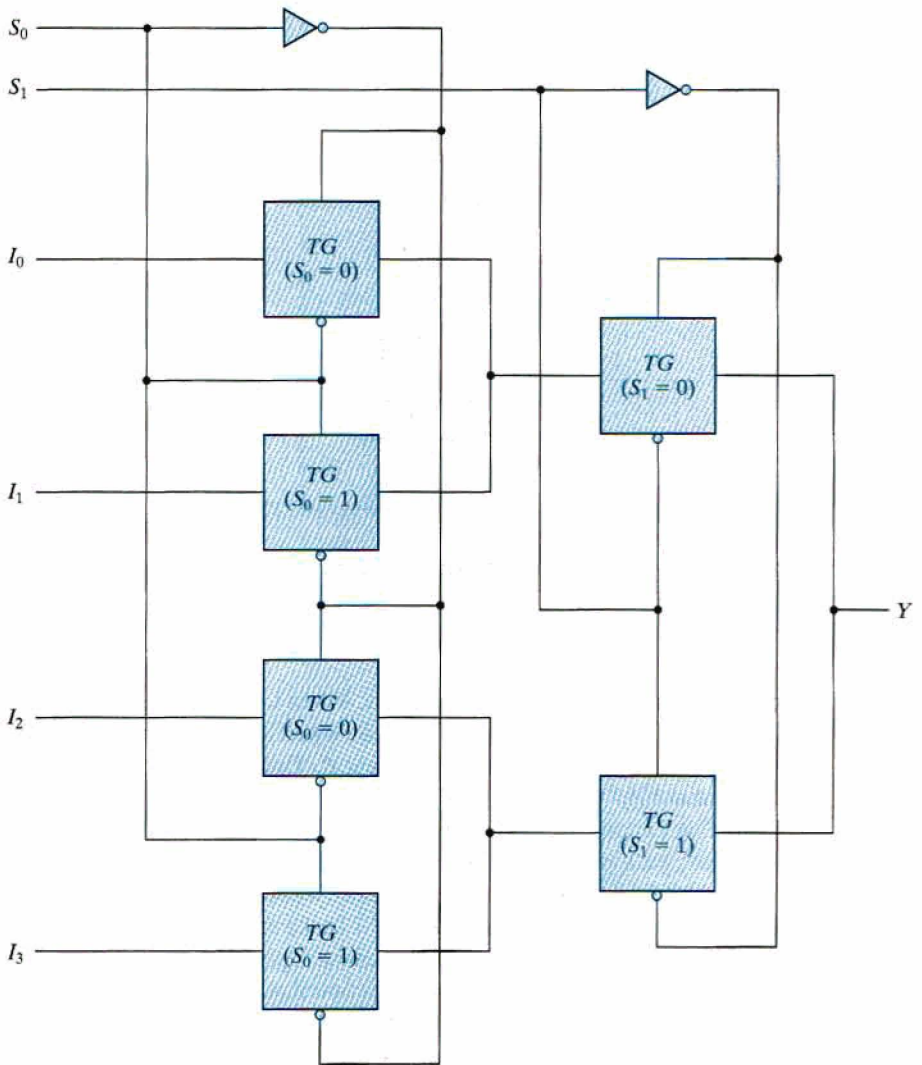 S₀
S₁
I₀
TG
(S₀ = 0)
TG
(S₁ = 0)
I₁
TG
(S₀ = 1)
Y
I₂
TG
(S₀ = 0)
TG
(S₁ = 1)
I₃
TG
(S₀ = 1)